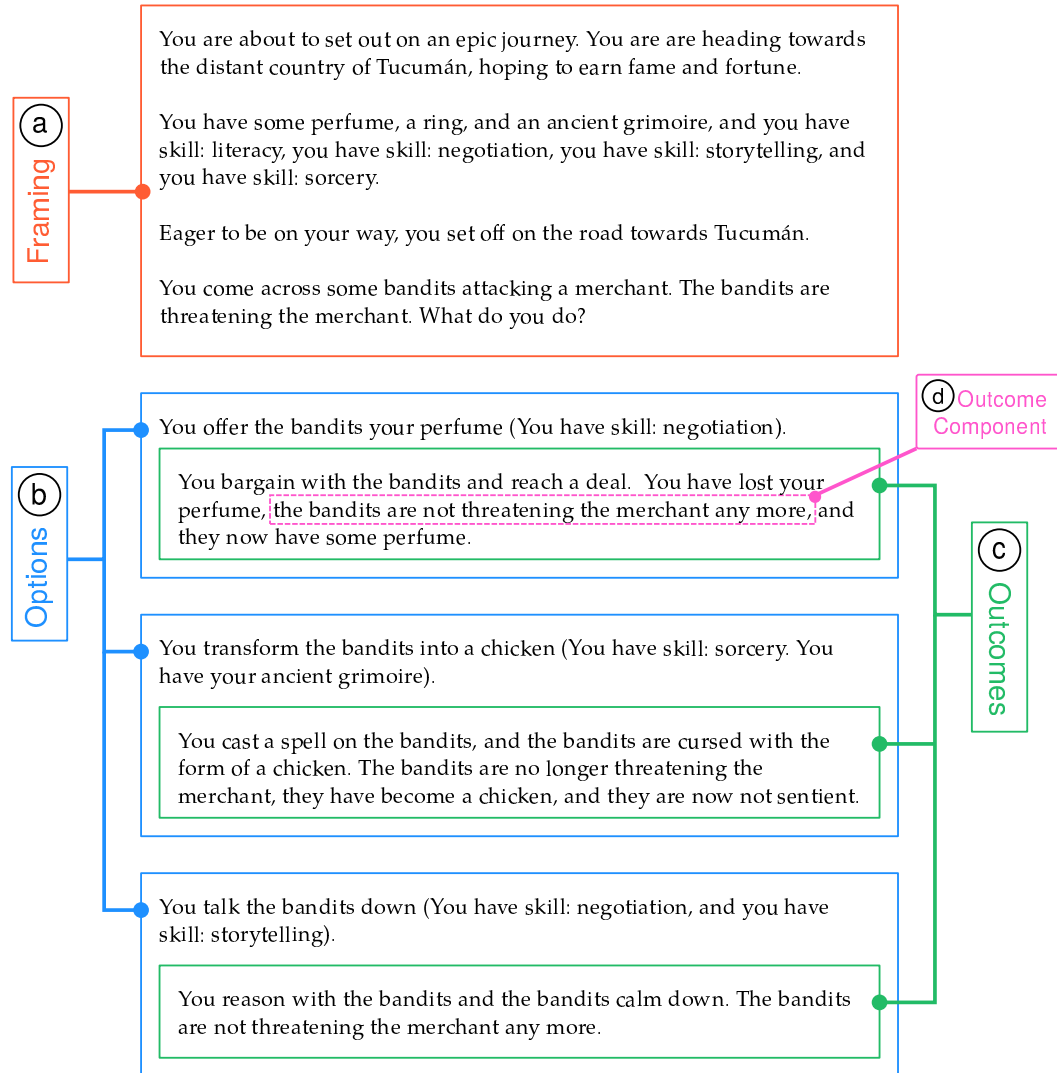 You are about to set out on an epic journey. You are are heading towards
the distant country of Tucumán, hoping to earn fame and fortune.
You have some perfume, a ring, and an ancient grimoire, and you have
skill: literacy, you have skill: negotiation, you have skill: storytelling, and
you have skill: sorcery.
Eager to be on your way, you set off on the road towards Tucumán.
You come across some bandits attacking a merchant. The bandits are
threatening the merchant. What do you do?
a
Framing
d Outcome
Component
You offer the bandits your perfume (You have skill: negotiation).
You bargain with the bandits and reach a deal.  You have lost your
perfume, the bandits are not threatening the merchant any more, and
they now have some perfume.
b
Options
c
Outcomes
You transform the bandits into a chicken (You have skill: sorcery. You
have your ancient grimoire).
You cast a spell on the bandits, and the bandits are cursed with the
form of a chicken. The bandits are no longer threatening the
merchant, they have become a chicken, and they are now not sentient.
You talk the bandits down (You have skill: negotiation, and you have
skill: storytelling).
You reason with the bandits and the bandits calm down. The bandits
are not threatening the merchant any more.